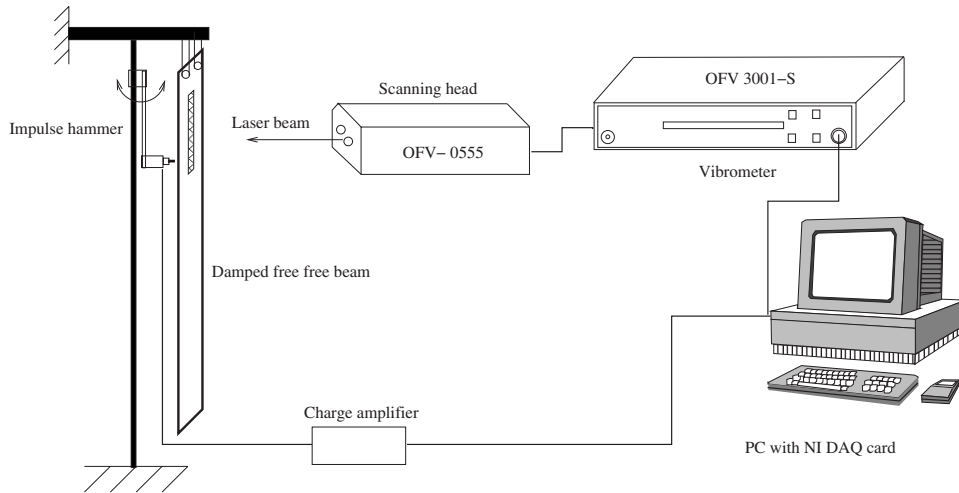 OFV 3001-S
Scanning head
Impulse hammer
Laser beam
OFV- 0555
Vibrometer
Damped free free beam
Charge amplifier
PC with NI DAQ card